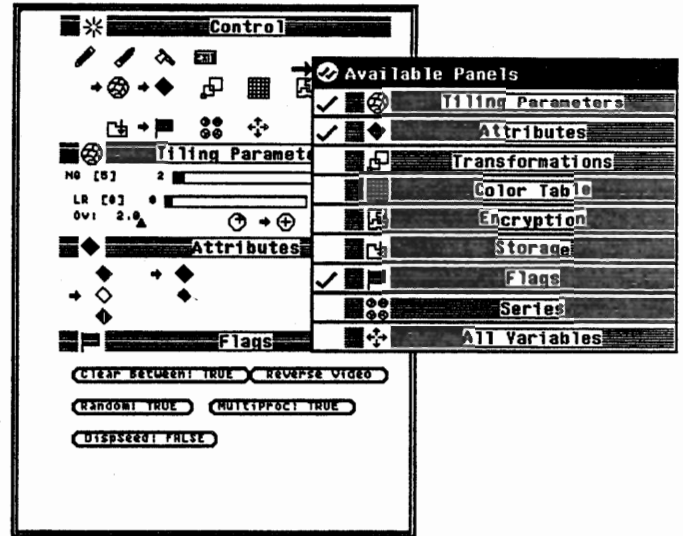 Control
Available Panels
Tiling Parameters
Attributes
Transformations
Color Table
Encryption
Storage
Flags
Series
All Variables
Tiling Paramet
NG [5] 2
LR [0] 0
Ov: 2.0
Attributes
Flags
Clear Between: TRUE Reverse Video
Random: TRUE MultiProc: TRUE
DispSeed: FALSE